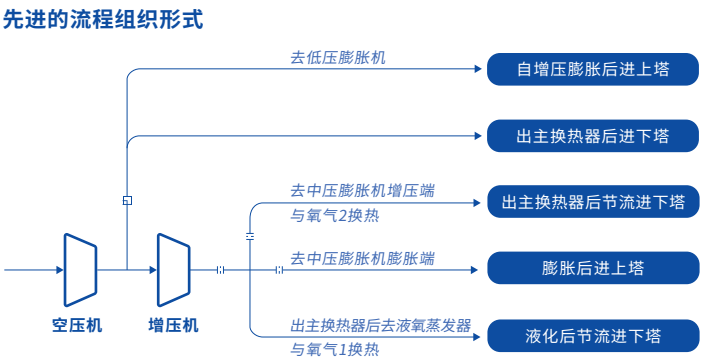 先进的流程组织形式
去低压膨胀机
自增压膨胀后进上塔
出主换热器后进下塔
去中压膨胀机增压端
与氧气2换热
出主换热器后节流进下塔
去中压膨胀机膨胀端
膨胀后进上塔
空压机
增压机
出主换热器后去液氧蒸发器
与氧气1换热
液化后节流进下塔